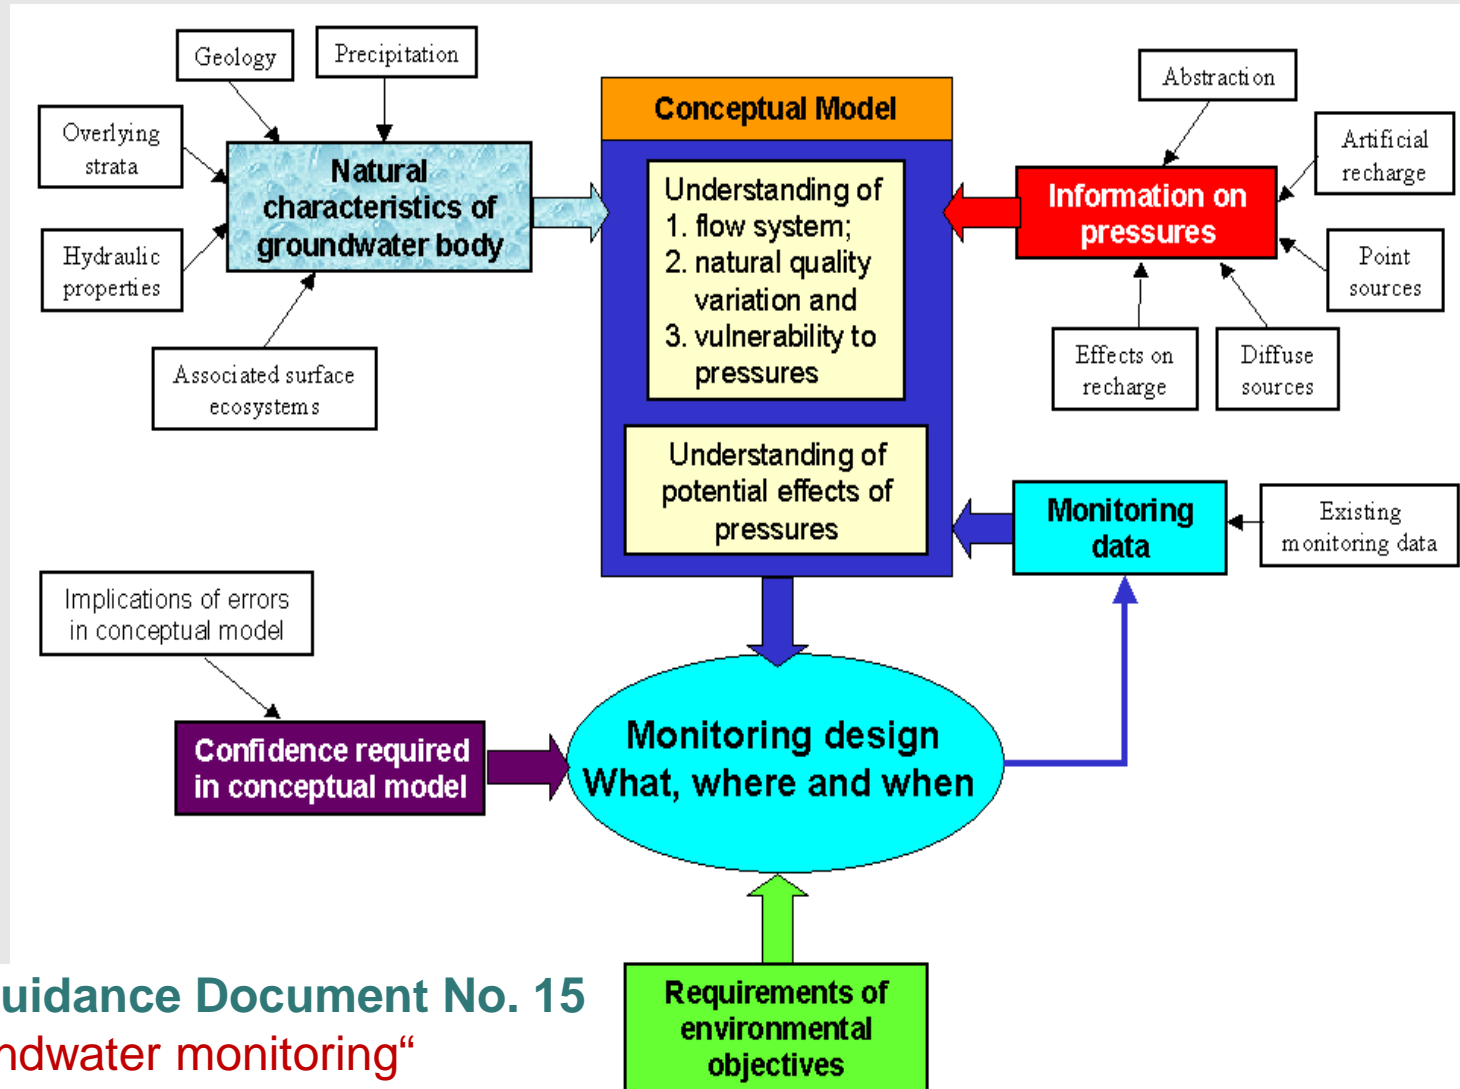 Geology
Precipitation
Overlying
strata
Natural
characteristics of
groundwater body
Hydraulic
properties
Associated surface
ecosystems
Conceptual Model
Understanding of
1. flow system;
2. natural quality
variation and
3. vulnerability to
pressures
Understanding of
potential effects of
pressures
Abstraction
Artificial
recharge
Information on
pressures
Point
sources
Effects on
recharge
Diffuse
sources
Monitoring
data
Existing
monitoring data
Implications of errors
in conceptual model
Confidence required
in conceptual model
Monitoring design
What, where and when
Requirements of
environmental
objectives
uidance Document No. 15
ndwater monitoring“